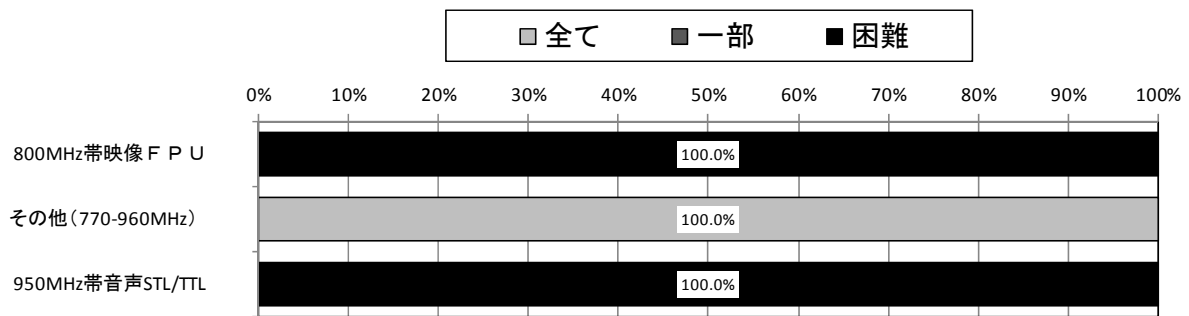 全て 一部 困難
0% 10% 20% 30% 40% 50% 60% 70% 80% 90% 100%
800MHz帯映像ＦＰＵ 100.0%
その他（770-960MHz） 100.0%
950MHz帯音声STL/TTL 100.0%